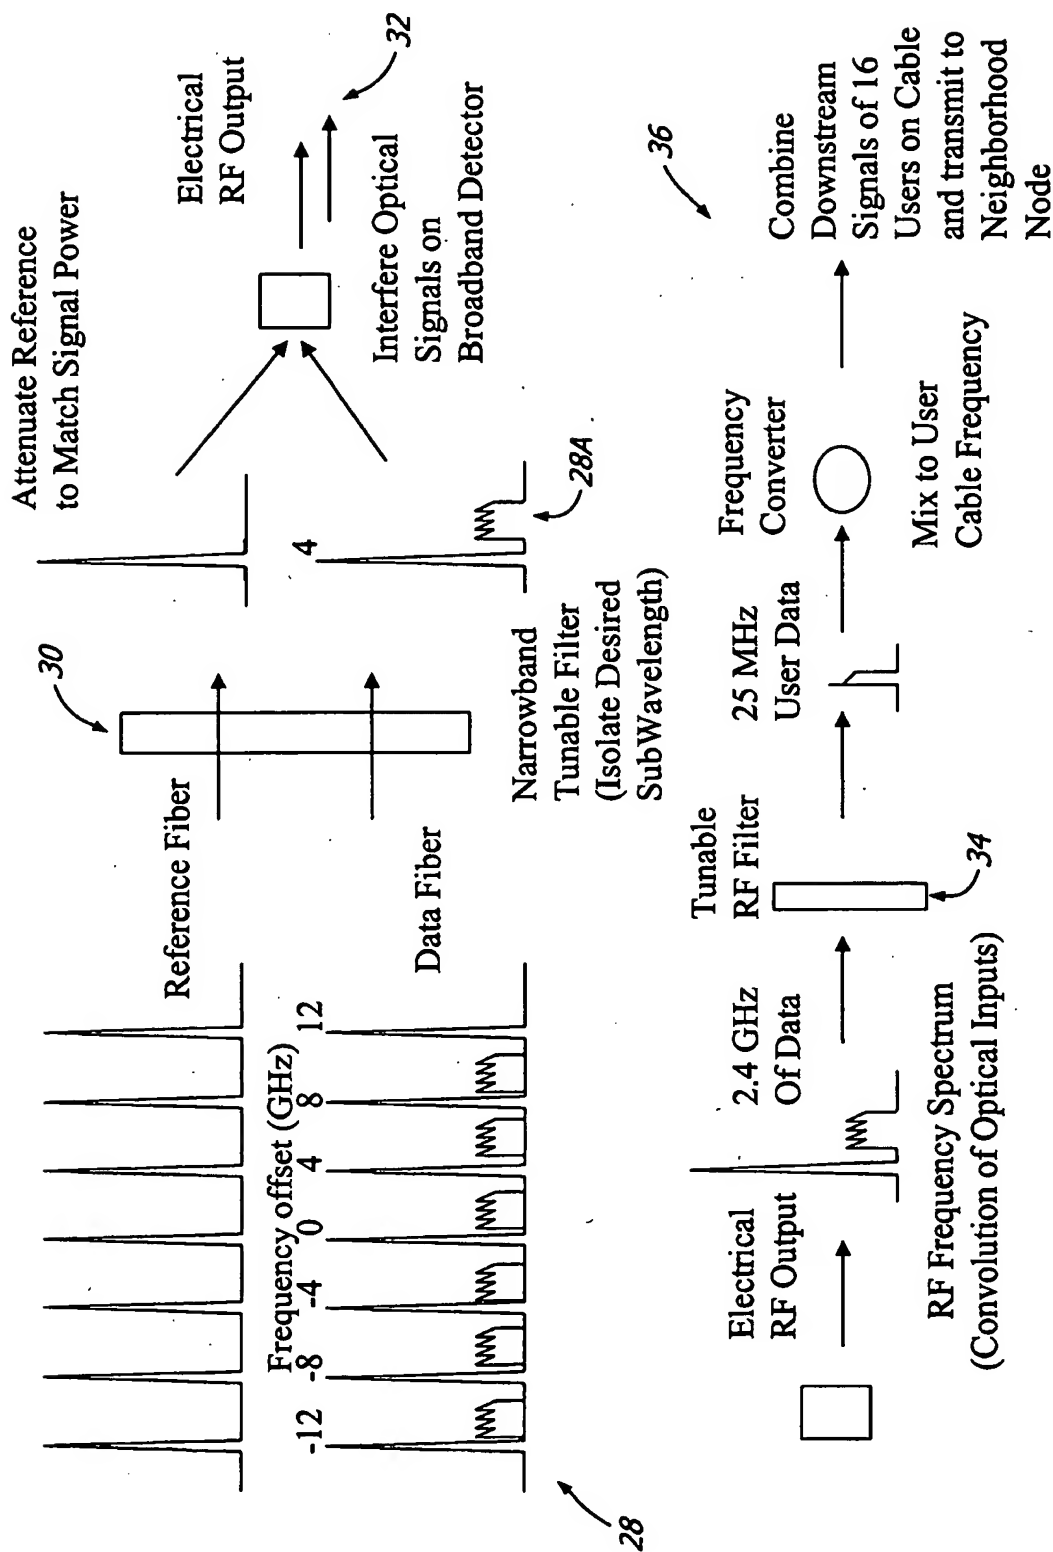 Reference Fiber
Frequency offset (GHz)
-12 -8 -4 0 4 8 12
Data Fiber
28
30
Narrowband
Tunable Filter
(Isolate Desired
SubWavelength)
Attenuate Reference
to Match Signal Power
4
28A
Electrical
RF Output
32
Interfere Optical
Signals on
Broadband Detector
Electrical
RF Output
RF Frequency Spectrum
(Convolution of Optical Inputs)
2.4 GHz
Of Data
Tunable
RF Filter
34
25 MHz
User Data
Frequency
Converter
Mix to User
Cable Frequency
36
Combine
Downstream
Signals of 16
Users on Cable
and transmit to
Neighborhood
Node